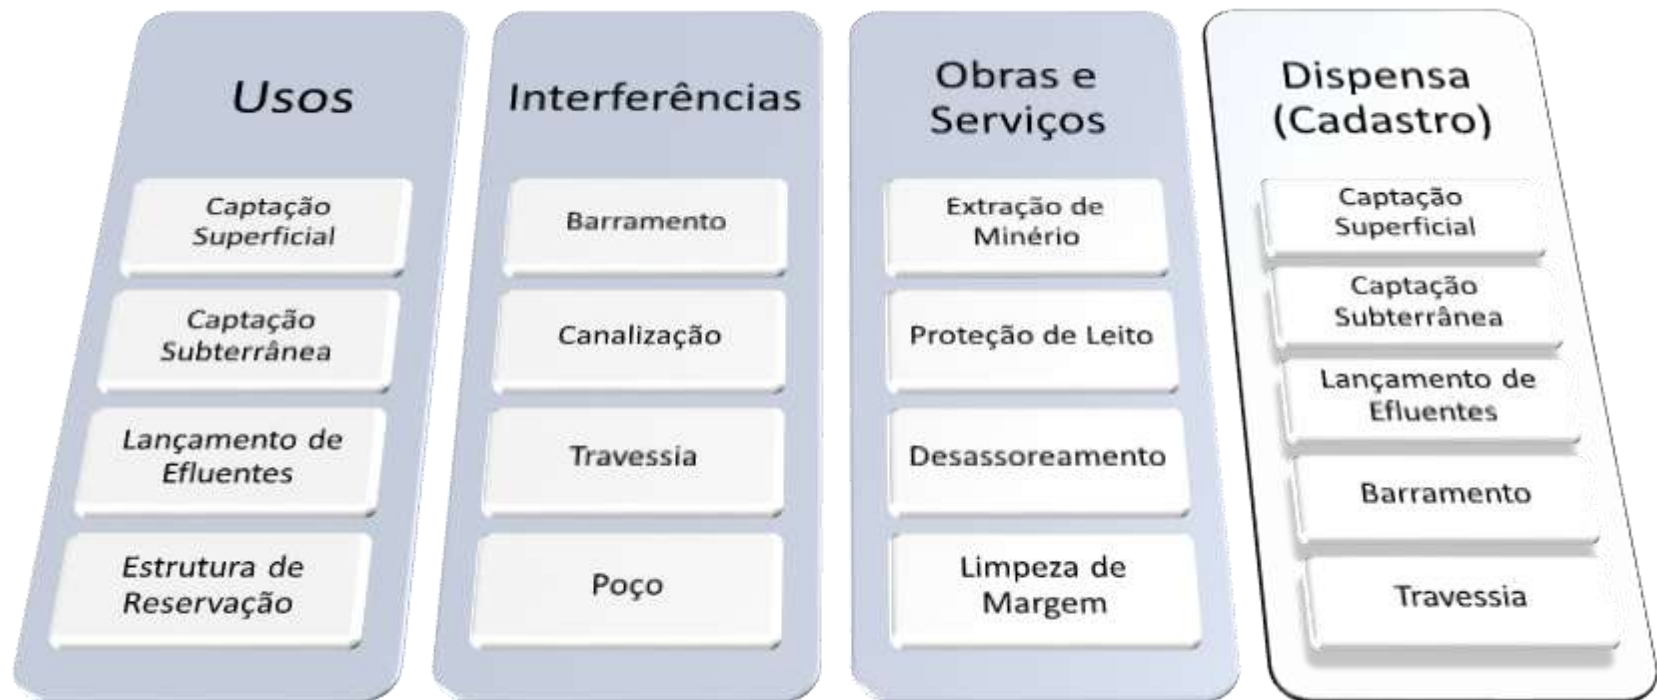 Usos
Captação
Superficial
Captação
Subterrânea
Lançamento de
Efluentes
Estrutura de
Reservação
Interferências
Barramento
Canalização
Travessia
Poço
Obras e
Serviços
Extração de
Minério
Proteção de Leito
Desassoreamento
Limpeza de
Margem
Dispensa
(Cadastro)
Captação
Superficial
Captação
Subterrânea
Lançamento de
Efluentes
Barramento
Travessia